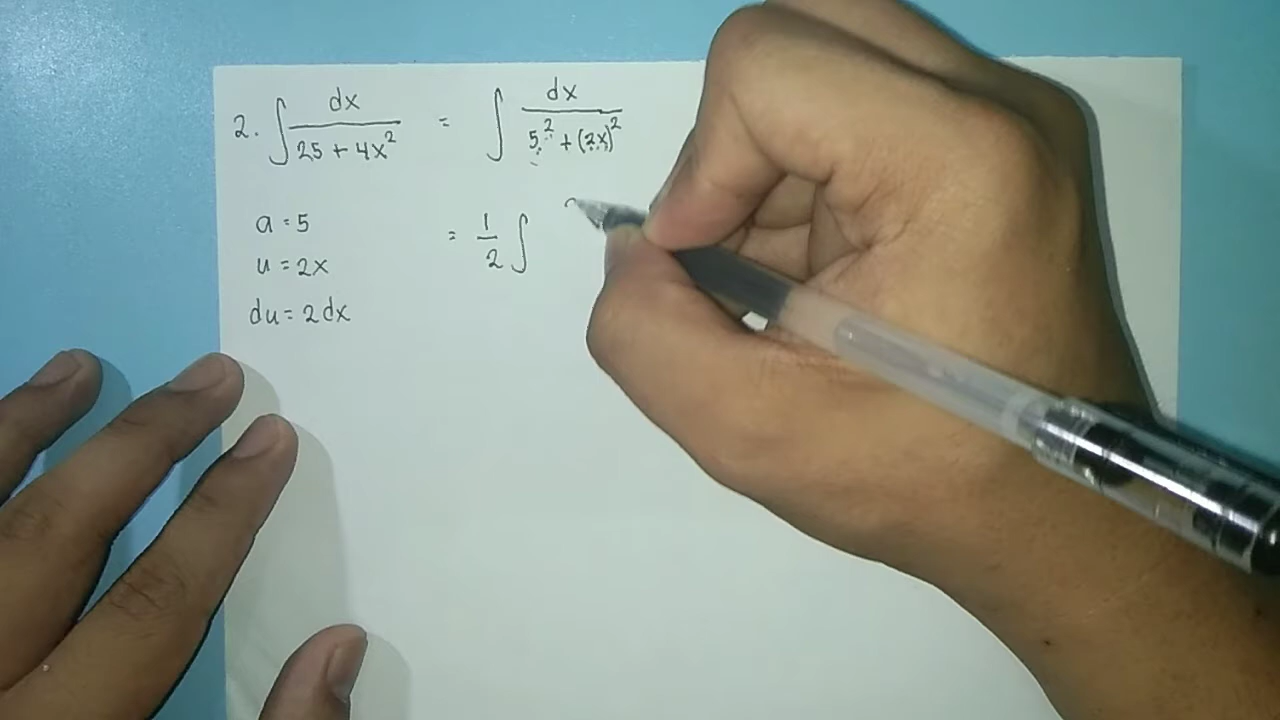 2. ∫ dx / (25 + 4x²) = ∫ dx / (5² + (2x)²)
a = 5
= 1/2 ∫
u = 2x
du = 2dx